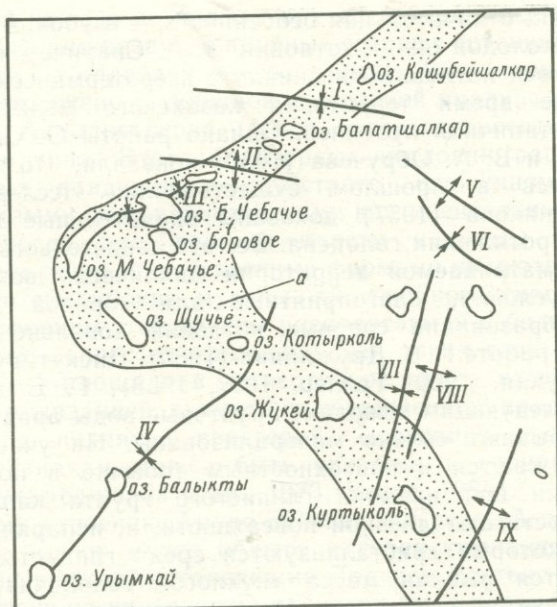 оз. Кощубейшалкар
I
оз. Балатшалкар
II
V
III
оз. Б. Чебачье
VI
оз. Боровое
оз. М. Чебачье
а
оз. Щучье
оз. Котырколь
VII
VIII
оз. Жукей
IV
оз. Балыкты
оз. Куртыколь
IX
оз. Урымкай